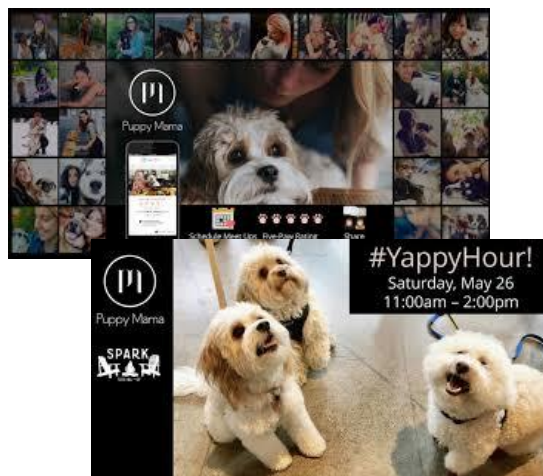 Puppy Mama
Schedule Meet Ups
Five-Paw Rating
Share
Puppy Mama
SPARK
#YappyHour!
Saturday, May 26
11:00am – 2:00pm